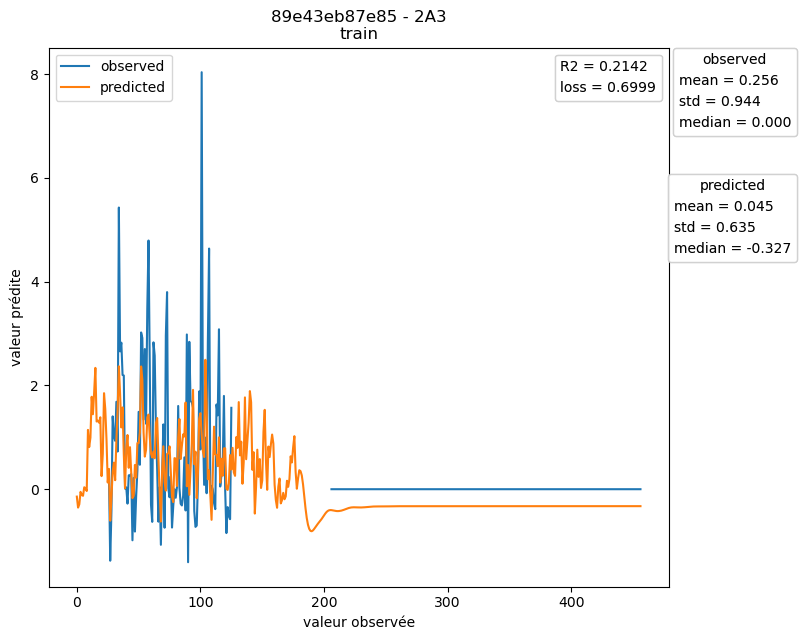 89e43eb87e85 - 2A3
train
observed
predicted
R2 = 0.2142
loss = 0.6999
observed
mean = 0.256
std = 0.944
median = 0.000
predicted
mean = 0.045
std = 0.635
median = -0.327
valeur prédite
8
6
4
2
0
0
100
200
300
400
valeur observée